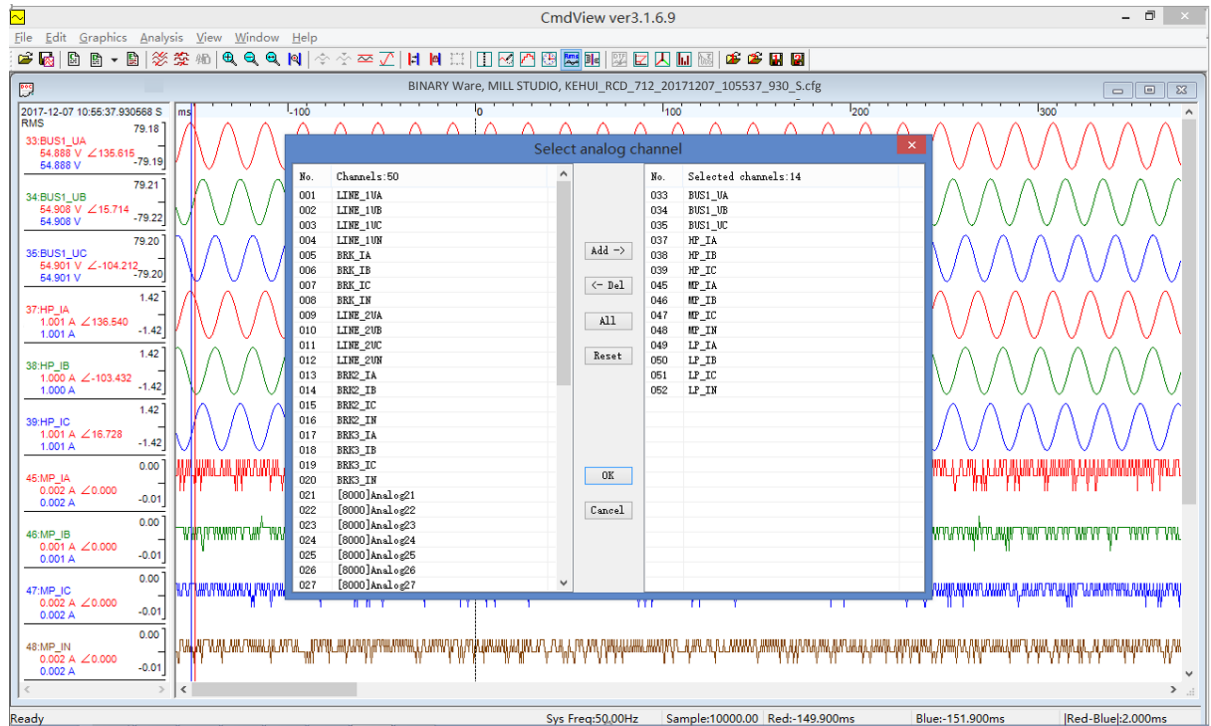 CmdView ver3.1.6.9
File Edit Graphics Analysis View Window Help
BINARY Ware, MILL STUDIO, KEHUI_RCD_712_20171207_105537_930_S.cfg
2017-12-07 10:55:37.930568 S
RMS
ms -100 0 100 200 300
79.18
33:BUS1_UA
54.888 V ∠135.615
54.888 V
-79.19
79.21
34:BUS1_UB
54.908 V ∠15.714
54.908 V
-79.22
79.20
35:BUS1_UC
54.901 V ∠-104.212
54.901 V
-79.20
1.42
37:HP_IA
1.001 A ∠136.540
1.001 A
-1.42
1.42
38:HP_IB
1.000 A ∠-103.432
1.000 A
-1.42
1.42
39:HP_IC
1.001 A ∠16.728
1.001 A
-1.42
0.00
45:MP_IA
0.002 A ∠0.000
0.002 A
-0.01
0.00
46:MP_IB
0.001 A ∠0.000
0.001 A
-0.01
0.00
47:MP_IC
0.002 A ∠0.000
0.002 A
-0.01
0.00
48:MP_IN
0.002 A ∠0.000
0.002 A
-0.01
Select analog channel
No. Channels:50
001 LINE_1UA
002 LINE_1UB
003 LINE_1UC
004 LINE_1UN
005 BRK_IA
006 BRK_IB
007 BRK_IC
008 BRK_IN
009 LINE_2UA
010 LINE_2UB
011 LINE_2UC
012 LINE_2UN
013 BRK2_IA
014 BRK2_IB
015 BRK2_IC
016 BRK2_IN
017 BRK3_IA
018 BRK3_IB
019 BRK3_IC
020 BRK3_IN
021 [8000]Analog21
022 [8000]Analog22
023 [8000]Analog23
024 [8000]Analog24
025 [8000]Analog25
026 [8000]Analog26
027 [8000]Analog27
Add ->
<- Del
All
Reset
OK
Cancel
No. Selected channels:14
033 BUS1_UA
034 BUS1_UB
035 BUS1_UC
037 HP_IA
038 HP_IB
039 HP_IC
045 MP_IA
046 MP_IB
047 MP_IC
048 MP_IN
049 LP_IA
050 LP_IB
051 LP_IC
052 LP_IN
Ready Sys Freq:50.00Hz Sample:10000.00 Red:-149.900ms Blue:-151.900ms |Red-Blue|:2.000ms